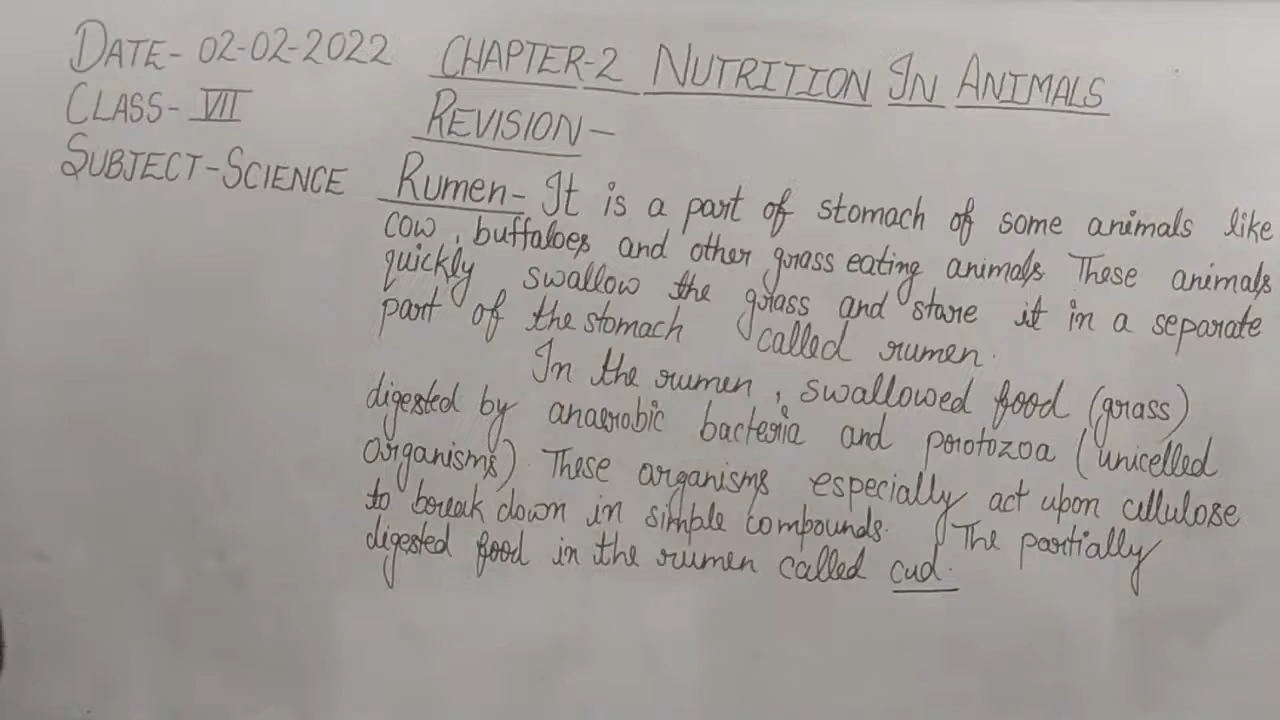 DATE- 02-02-2022 CHAPTER-2 NUTRITION IN ANIMALS
CLASS- VII REVISION-
SUBJECT-SCIENCE Rumen- It is a part of stomach of some animals like
cow, buffaloes and other grass eating animals These animals
quickly swallow the grass and store it in a separate
part of the stomach called rumen.
In the rumen, swallowed food (grass)
digested by anaerobic bacteria and porotozoa (unicelled
organisms). These organisms especially act upon cellulose
to break down in simple compounds. The partially
digested food in the rumen called cud.